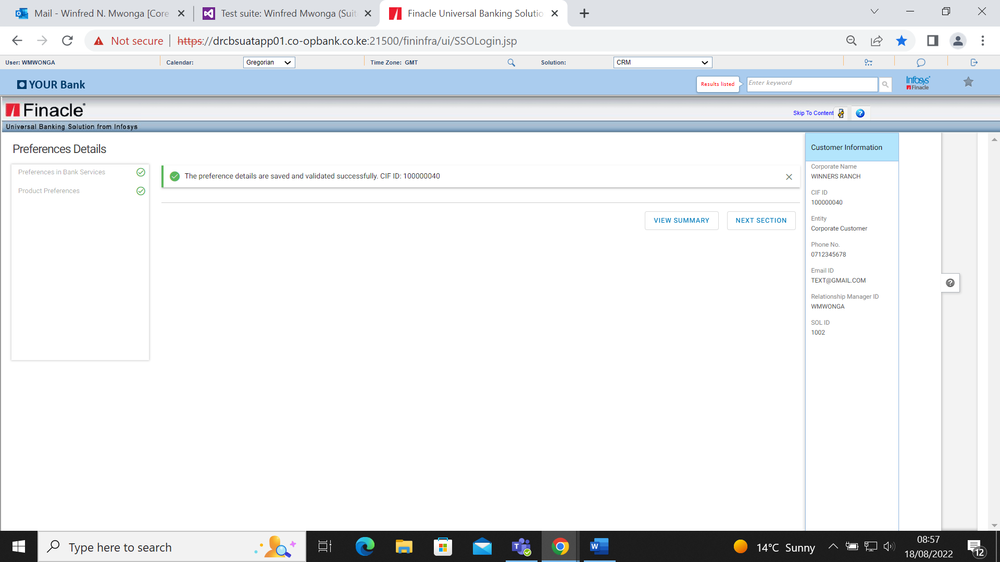 Mail - Winfred N. Mwonga [Core
Test suite: Winfred Mwonga (Suit
Finacle Universal Banking Solutio
Not secure
https://drcbsuatapp01.co-opbank.co.ke:21500/fininfra/ui/SSOLogin.jsp
User: WMWONGA
Calendar:
Gregorian
Time Zone: GMT
Solution:
CRM
YOUR Bank
Results listed
Enter keyword
Infosys
Finacle
Finacle
Skip To Content
Universal Banking Solution from Infosys
Preferences Details
Preferences in Bank Services
Product Preferences
The preference details are saved and validated successfully. CIF ID: 100000040
VIEW SUMMARY
NEXT SECTION
Customer Information
Corporate Name
WINNERS RANCH
CIF ID
100000040
Entity
Corporate Customer
Phone No.
0712345678
Email ID
TEXT@GMAIL.COM
Relationship Manager ID
WMWONGA
SOL ID
1002
Type here to search
14°C Sunny
08:57
18/08/2022
12